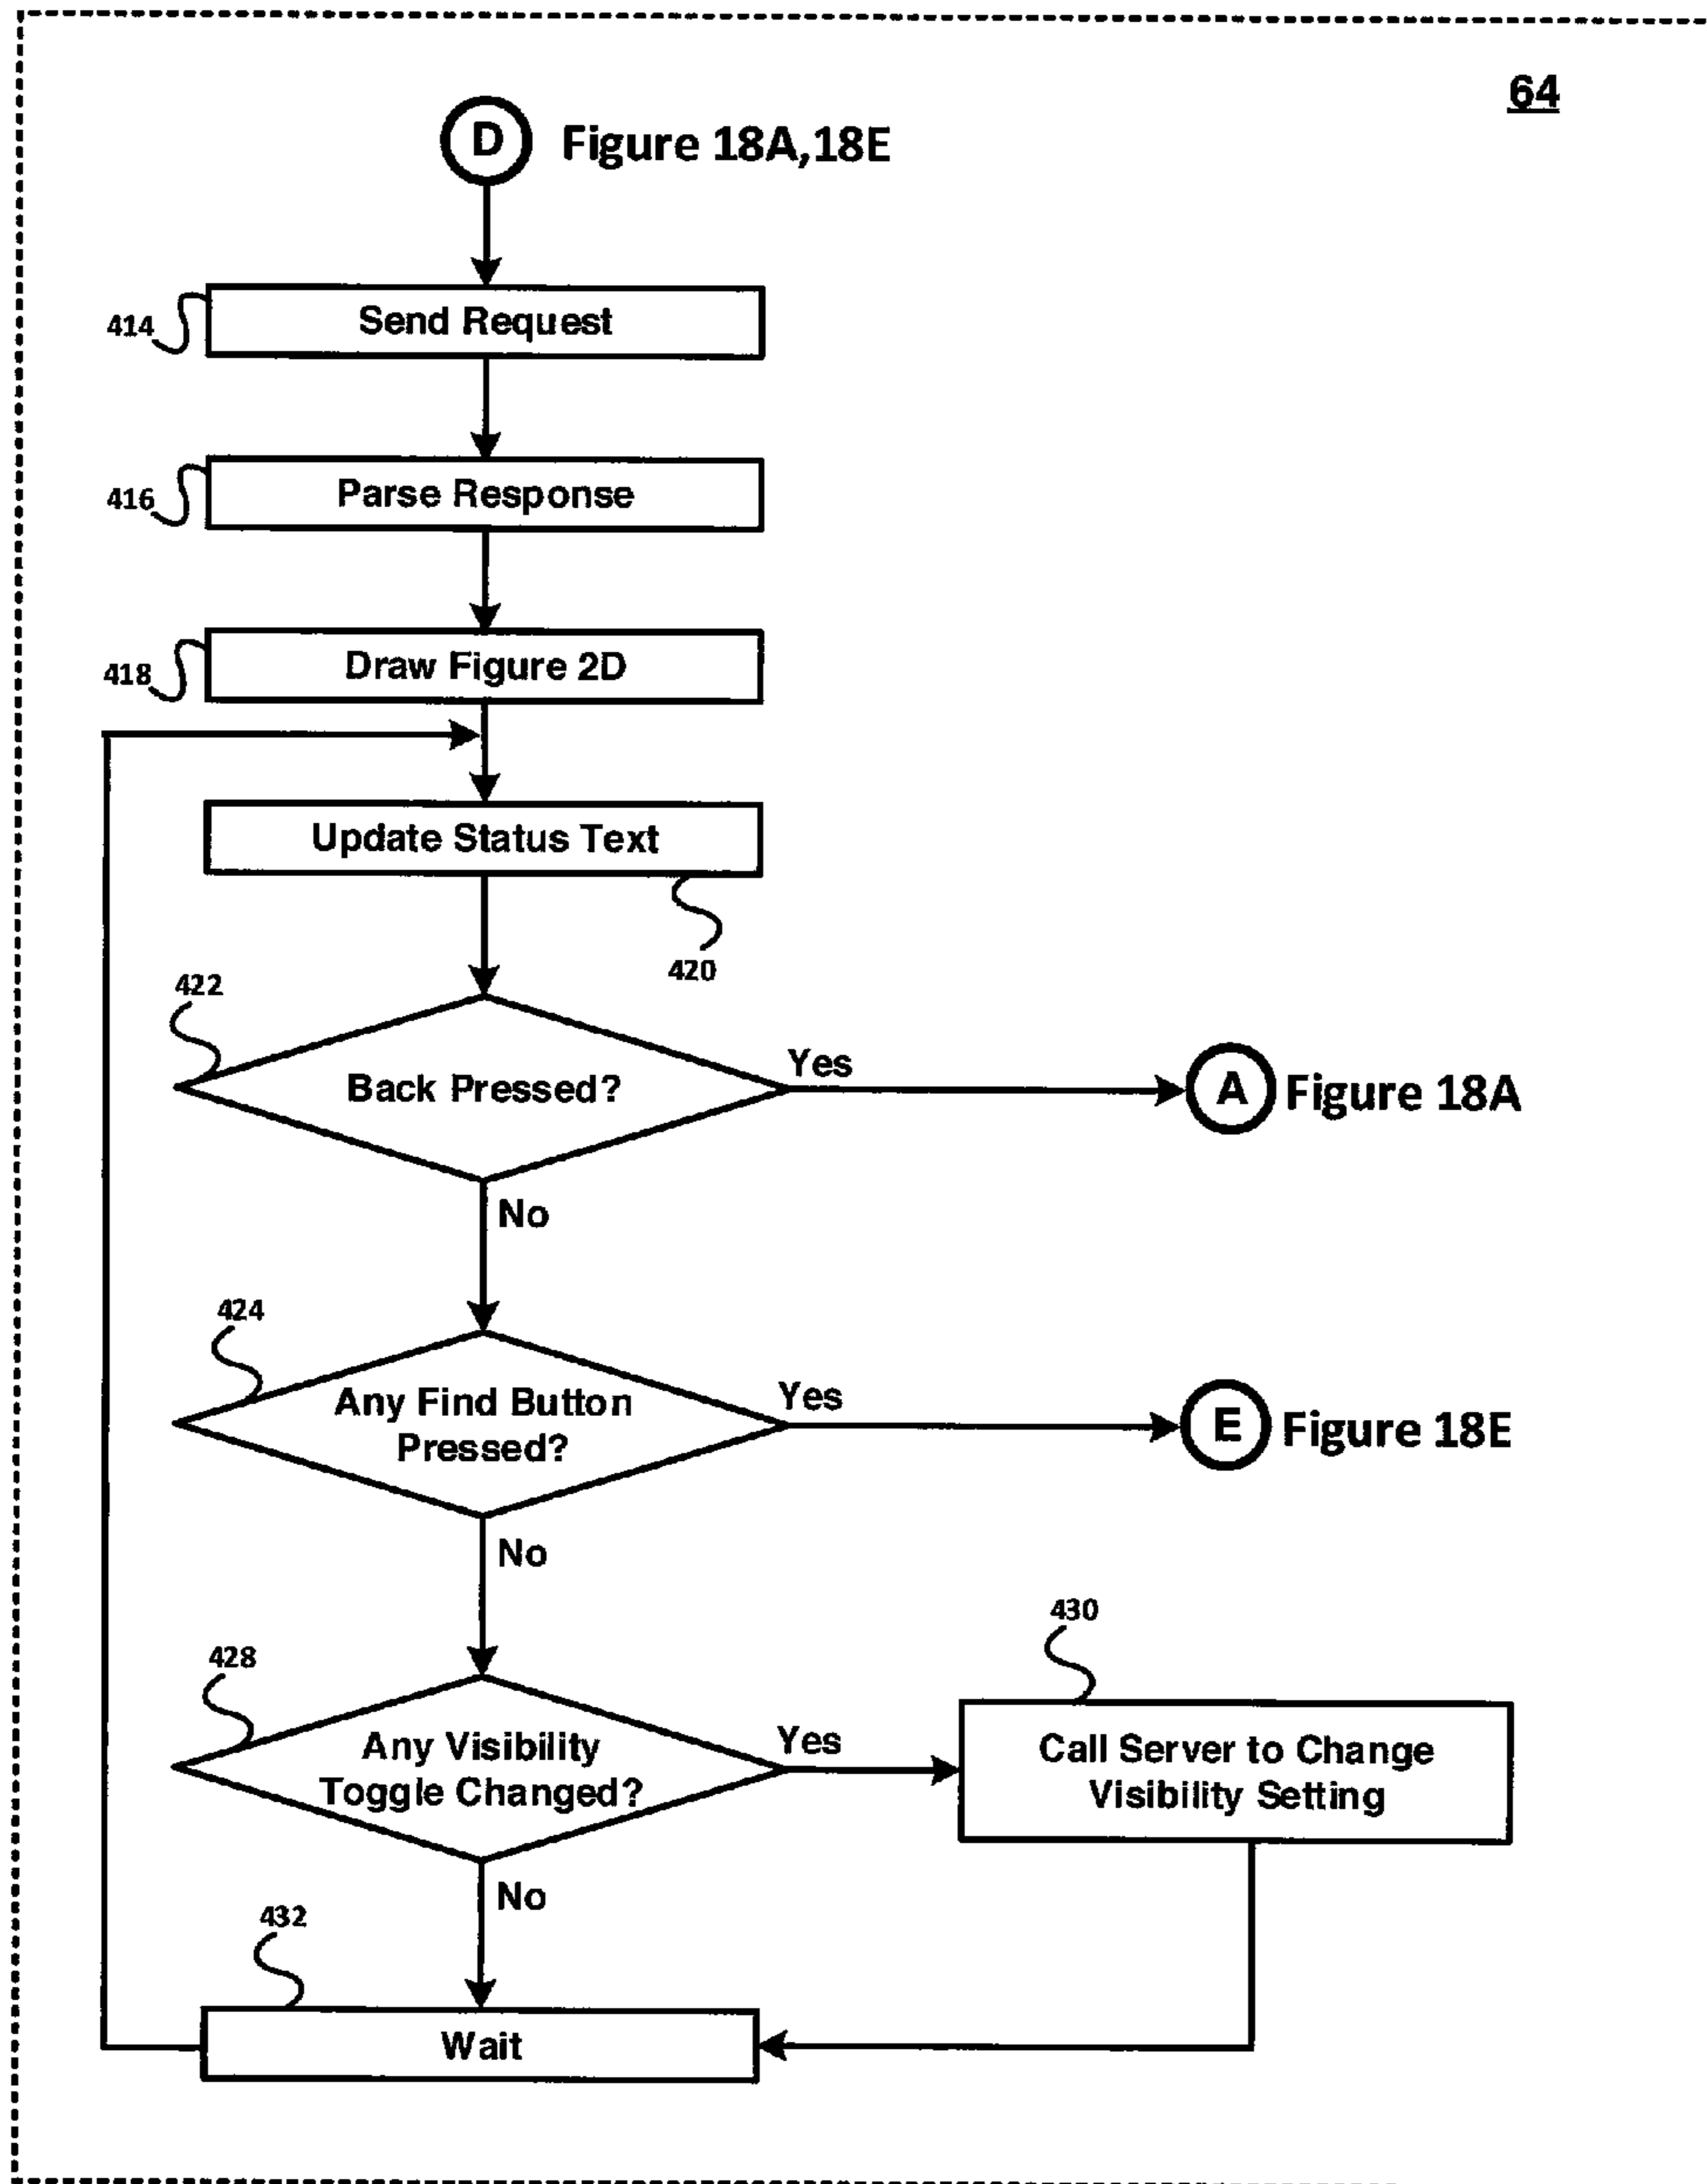 64
D Figure 18A,18E
414
Send Request
416
Parse Response
418
Draw Figure 2D
Update Status Text
420
422
Back Pressed?
Yes
A Figure 18A
No
424
Any Find Button
Pressed?
Yes
E Figure 18E
No
428
Any Visibility
Toggle Changed?
Yes
430
Call Server to Change
Visibility Setting
No
432
Wait